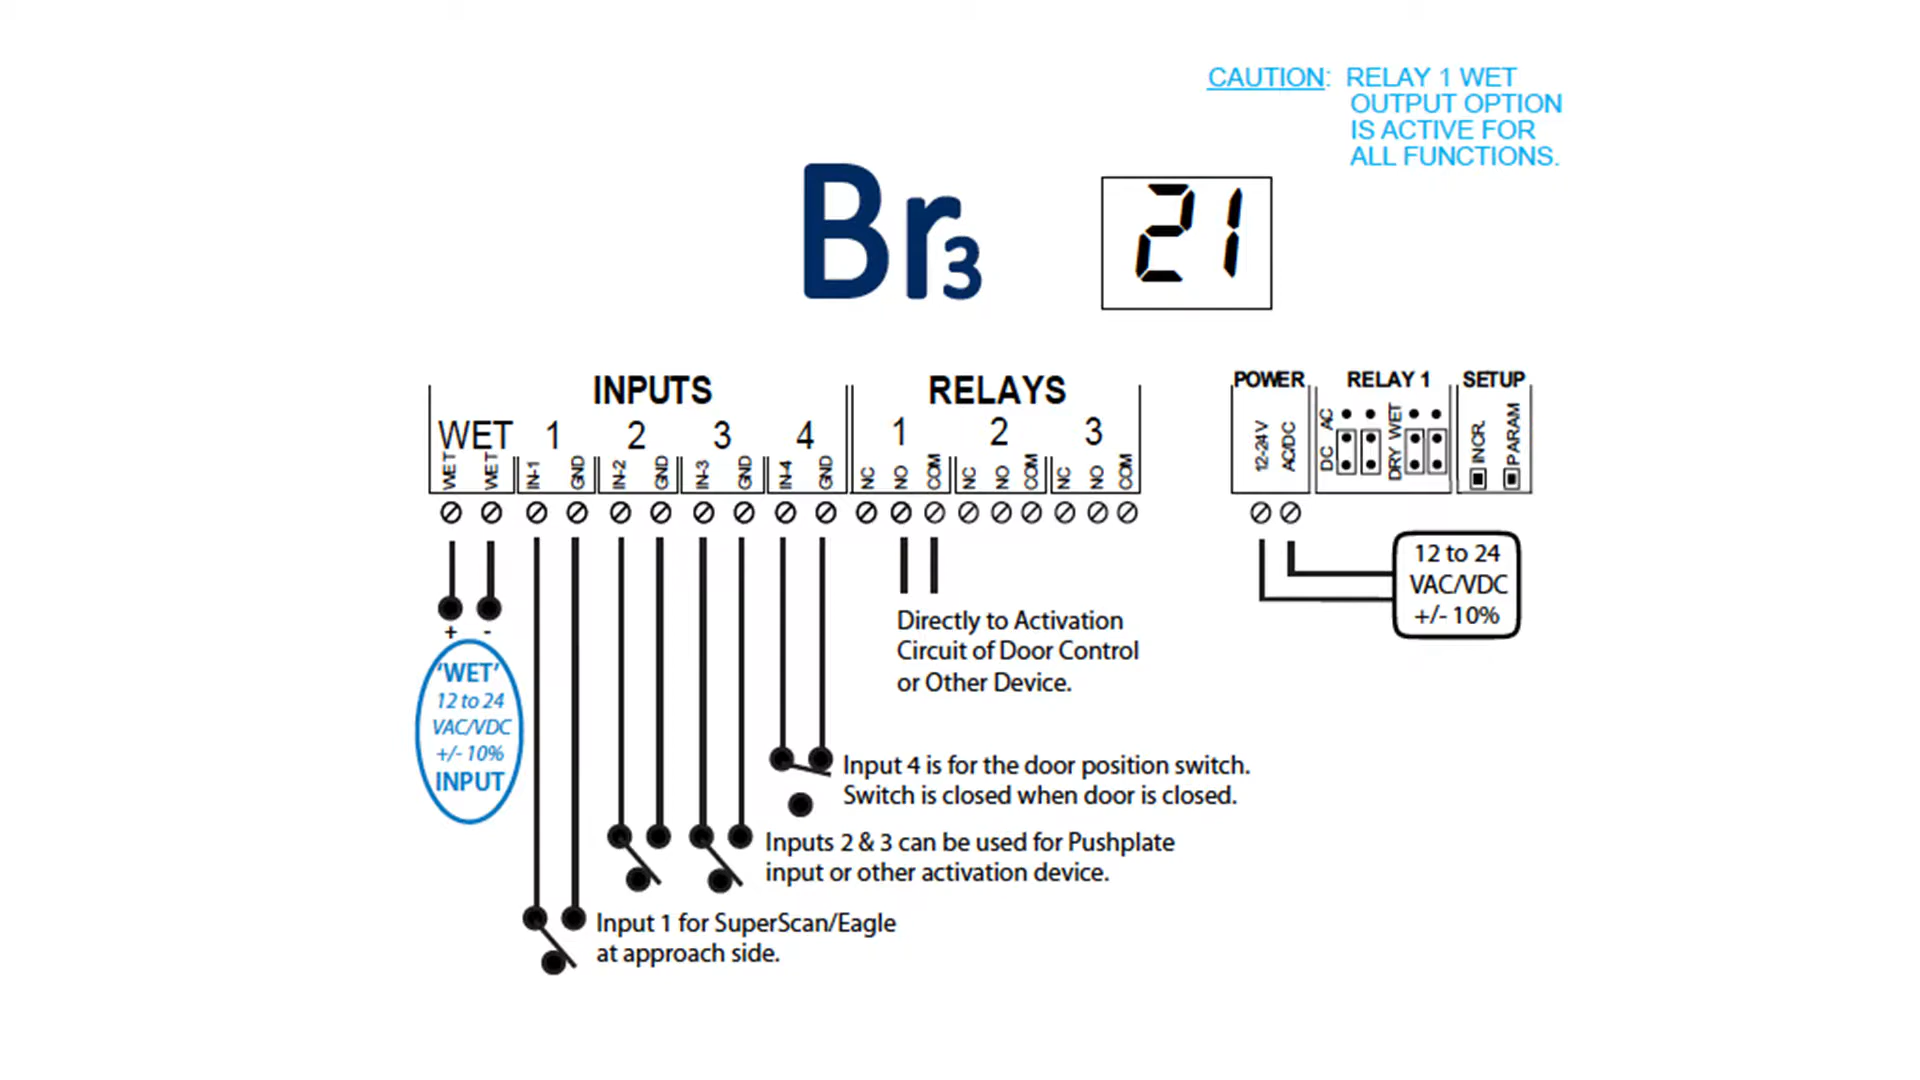 CAUTION: RELAY 1 WET
OUTPUT OPTION
IS ACTIVE FOR
ALL FUNCTIONS.
Br3
21
INPUTS
RELAYS
WET 1 2 3 4
1 2 3
WET WET IN-1 GND IN-2 GND IN-3 GND IN-4 GND
NC NO COM NC NO COM NC NO COM
POWER RELAY 1 SETUP
12-24V AC/DC
DC AC DRY WET
INCR. PARAM
+ -
'WET'
12 to 24
VAC/VDC
+/- 10%
INPUT
12 to 24
VAC/VDC
+/- 10%
Directly to Activation
Circuit of Door Control
or Other Device.
Input 4 is for the door position switch.
Switch is closed when door is closed.
Inputs 2 & 3 can be used for Pushplate
input or other activation device.
Input 1 for SuperScan/Eagle
at approach side.